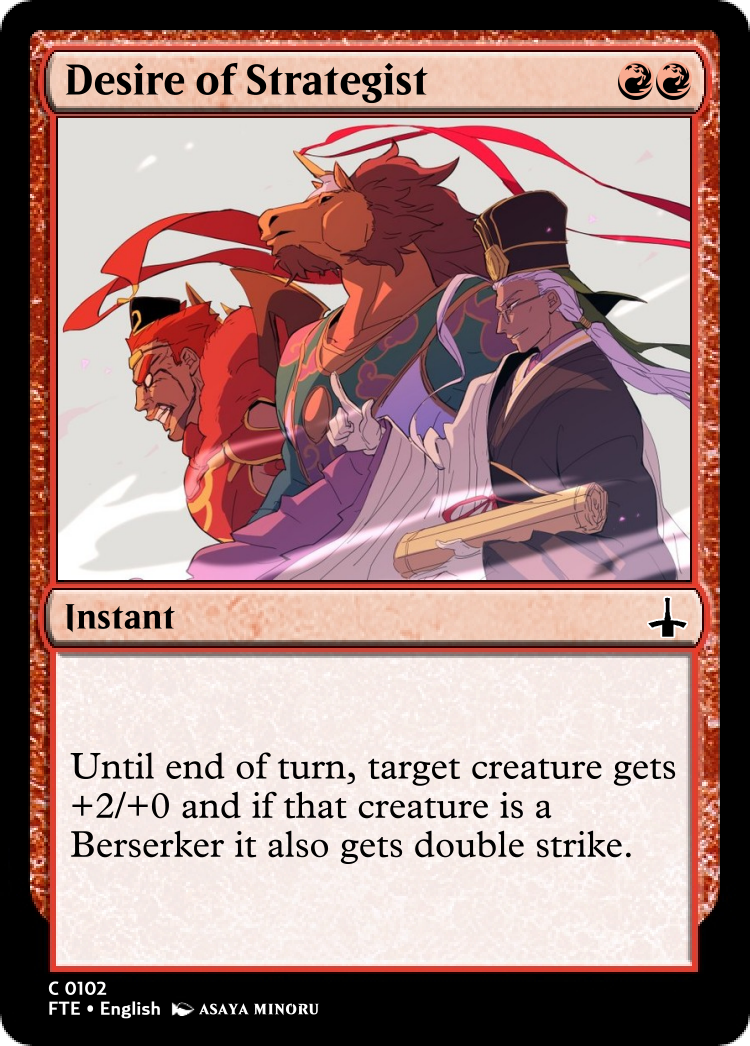 Desire of Strategist
Instant
Until end of turn, target creature gets
+2/+0 and if that creature is a
Berserker it also gets double strike.
C 0102
FTE • English ASAYA MINORU